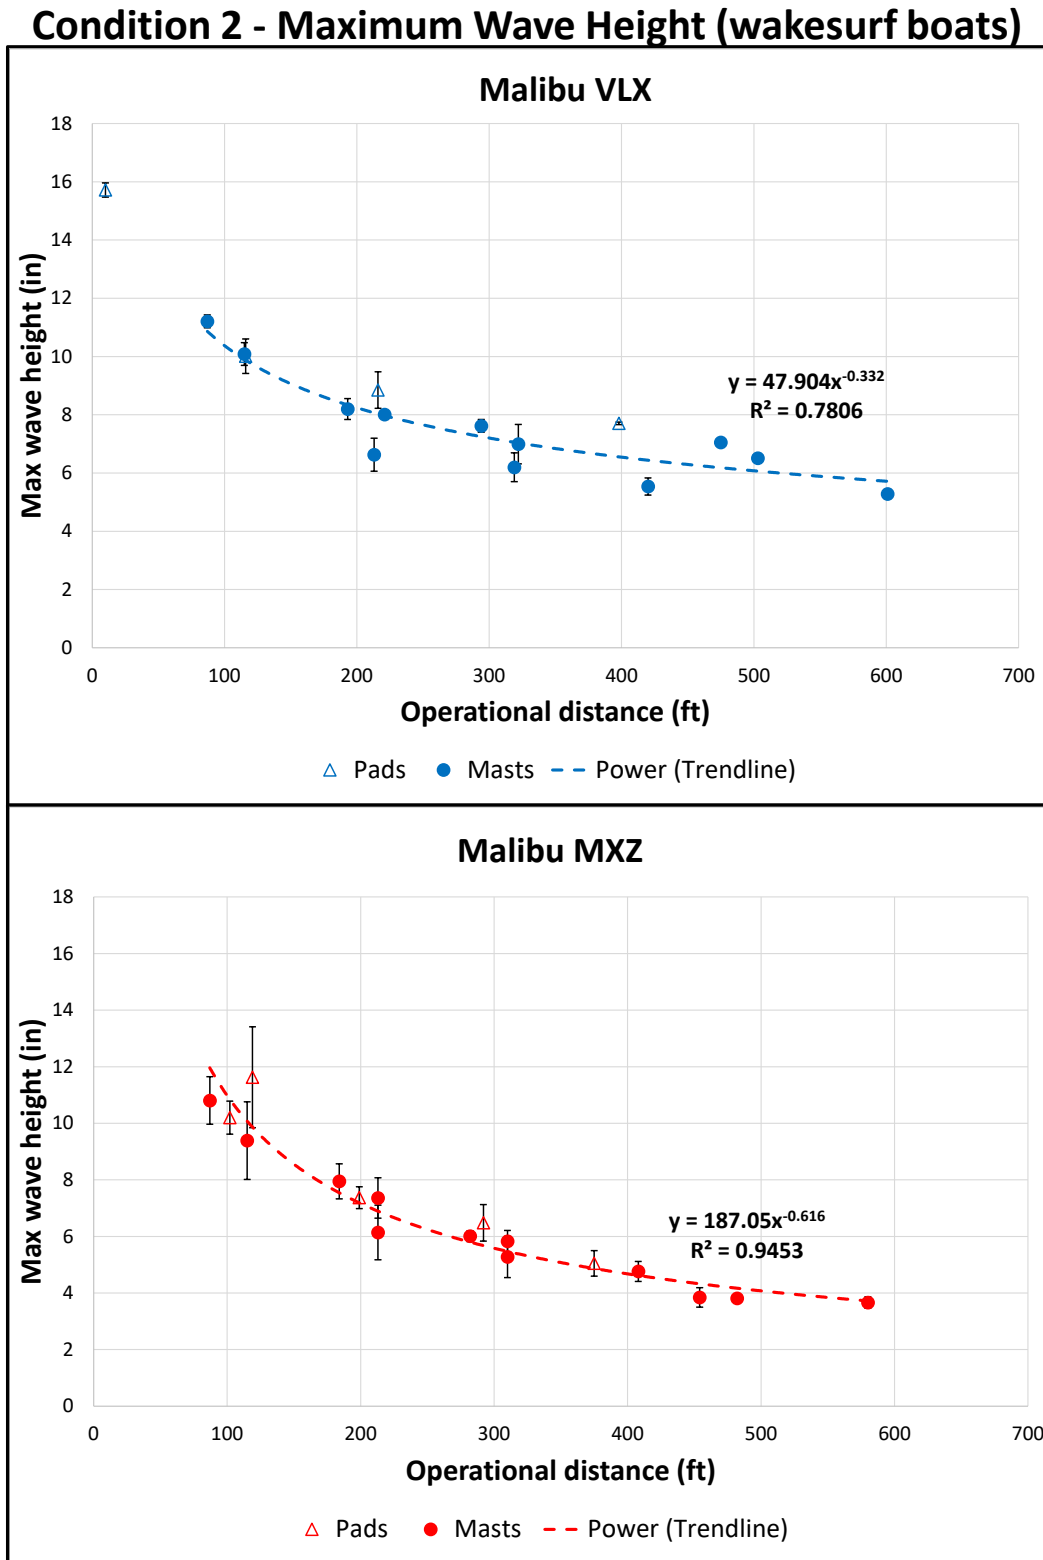 Condition 2 - Maximum Wave Height (wakesurf boats)
Malibu VLX
18
16
14
12
10
8
6
4
2
0
Max wave height (in)
y = 47.904x^-0.332
R² = 0.7806
0 100 200 300 400 500 600 700
Operational distance (ft)
Pads Masts Power (Trendline)
Malibu MXZ
18
16
14
12
10
8
6
4
2
0
Max wave height (in)
y = 187.05x^-0.616
R² = 0.9453
0 100 200 300 400 500 600 700
Operational distance (ft)
Pads Masts Power (Trendline)